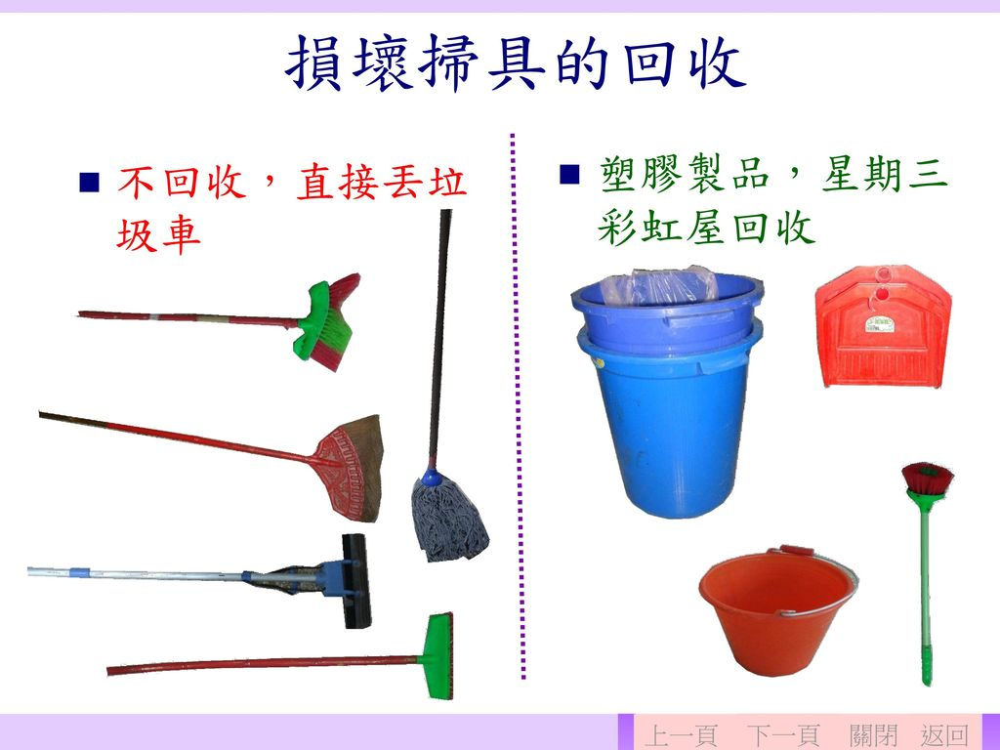 損壞掃具的回收
不回收，直接丟垃
圾車
塑膠製品，星期三
彩虹屋回收
上一頁 下一頁 關閉 返回